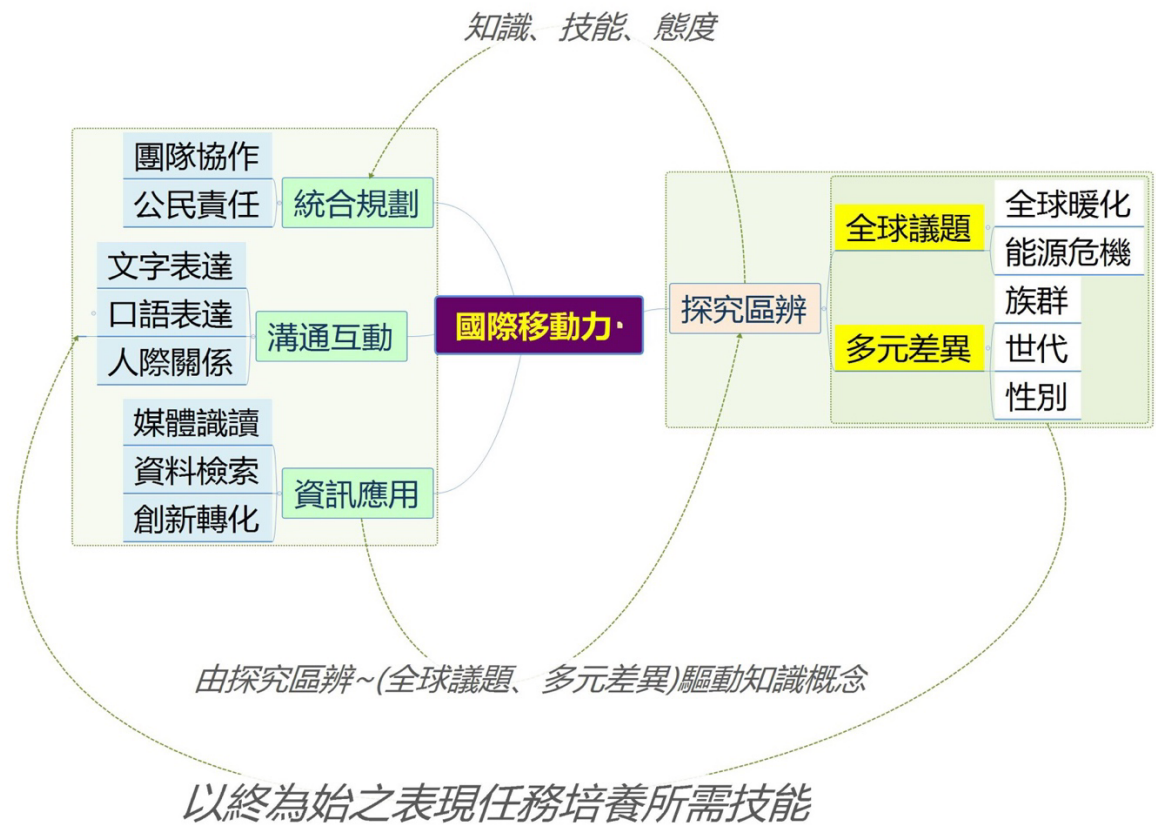 知識、技能、態度
團隊協作
公民責任
統合規劃
文字表達
口語表達
人際關係
溝通互動
媒體識讀
資料檢索
創新轉化
資訊應用
國際移動力
探究區辨
全球議題
全球暖化
能源危機
多元差異
族群
世代
性別
由探究區辨~(全球議題、多元差異)驅動知識概念
以終為始之表現任務培養所需技能